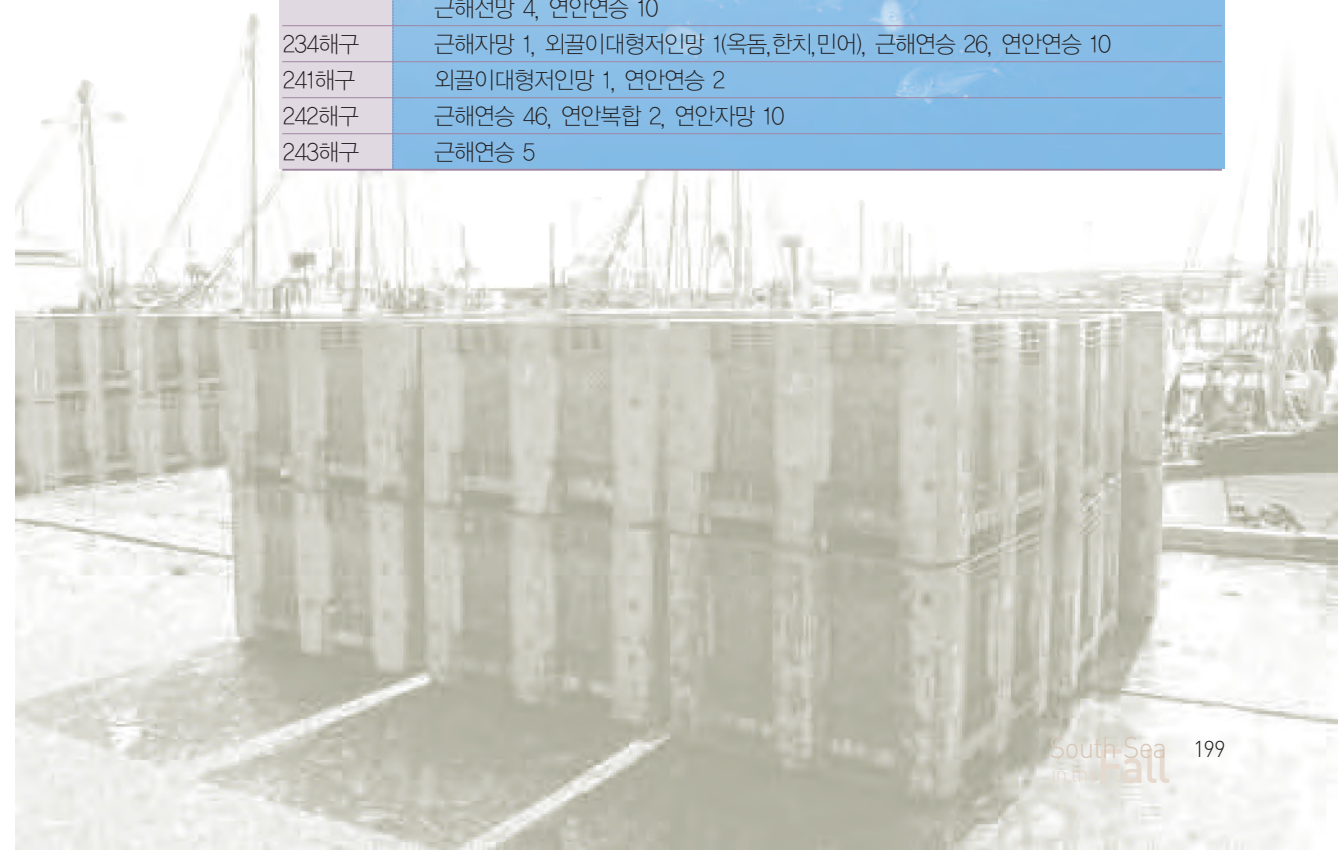 근해선망 4, 연안연승 10
234해구 근해자망 1, 외끌이대형저인망 1(옥돔,한치,민어), 근해연승 26, 연안연승 10
241해구 외끌이대형저인망 1, 연안연승 2
242해구 근해연승 46, 연안복합 2, 연안자망 10
243해구 근해연승 5
South Sea 199
in the Fall